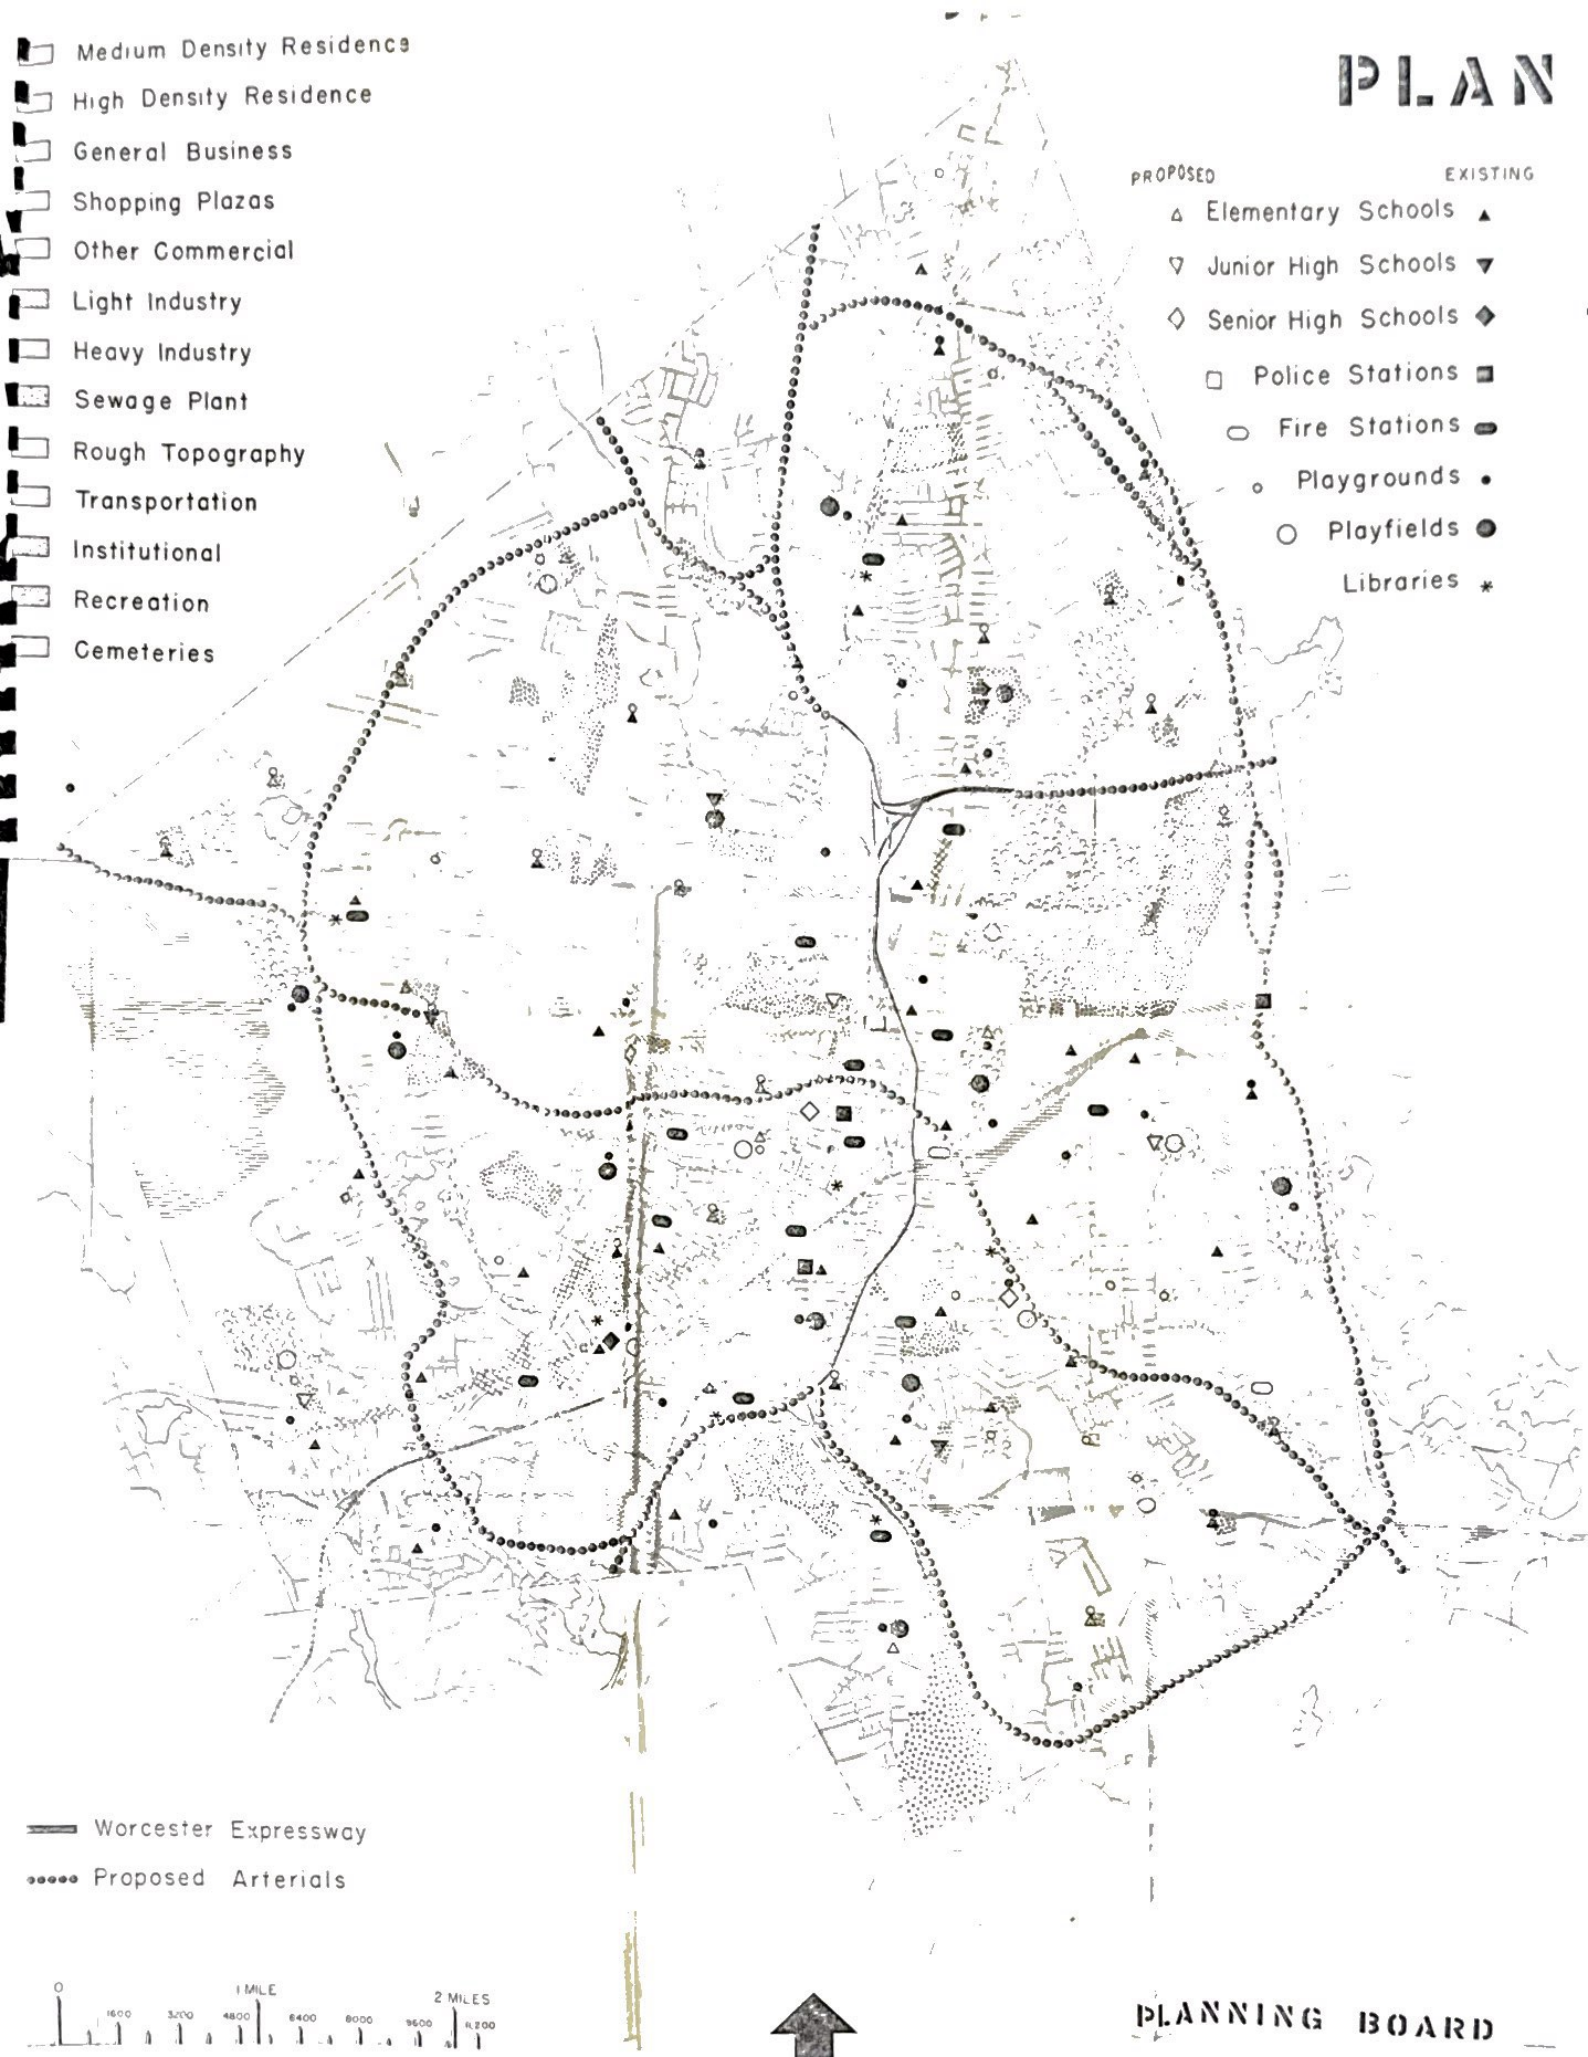 Medium Density Residence
High Density Residence
General Business
Shopping Plazas
Other Commercial
Light Industry
Heavy Industry
Sewage Plant
Rough Topography
Transportation
Institutional
Recreation
Cemeteries
PLAN
PROPOSED EXISTING
Elementary Schools
Junior High Schools
Senior High Schools
Police Stations
Fire Stations
Playgrounds
Playfields
Libraries
Worcester Expressway
Proposed Arterials
0 1 MILE 2 MILES
1600 3200 4800 6400 8000 9600 11,200
PLANNING BOARD